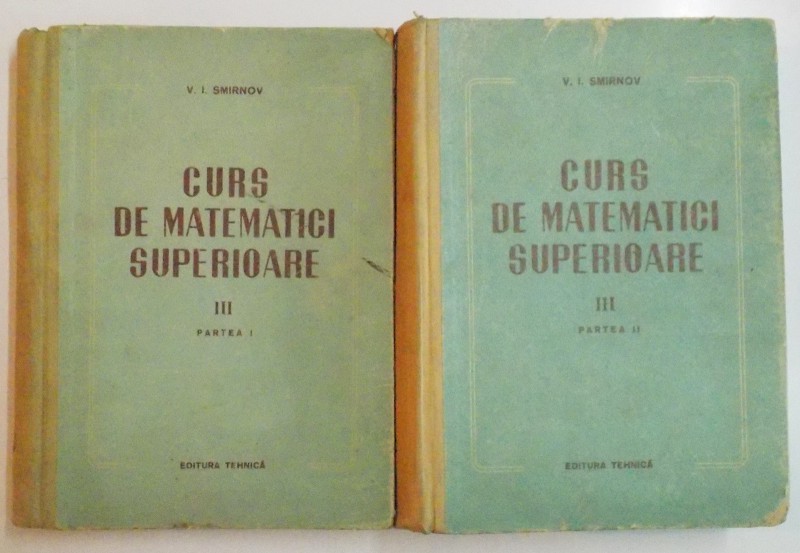 V. I. SMIRNOV
CURS
DE MATEMATICI
SUPERIOARE
III
PARTEA I
EDITURA TEHNICĂ
V. I. SMIRNOV
CURS
DE MATEMATICI
SUPERIOARE
III
PARTEA II
EDITURA TEHNICĂ